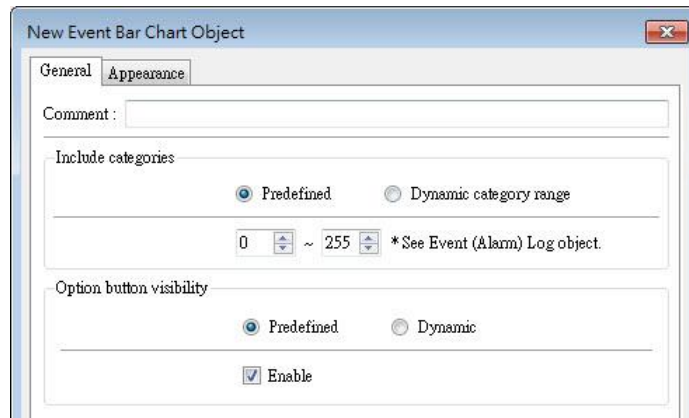 New Event Bar Chart Object
General Appearance
Comment :
Include categories
Predefined Dynamic category range
0 ~ 255 * See Event (Alarm) Log object.
Option button visibility
Predefined Dynamic
Enable